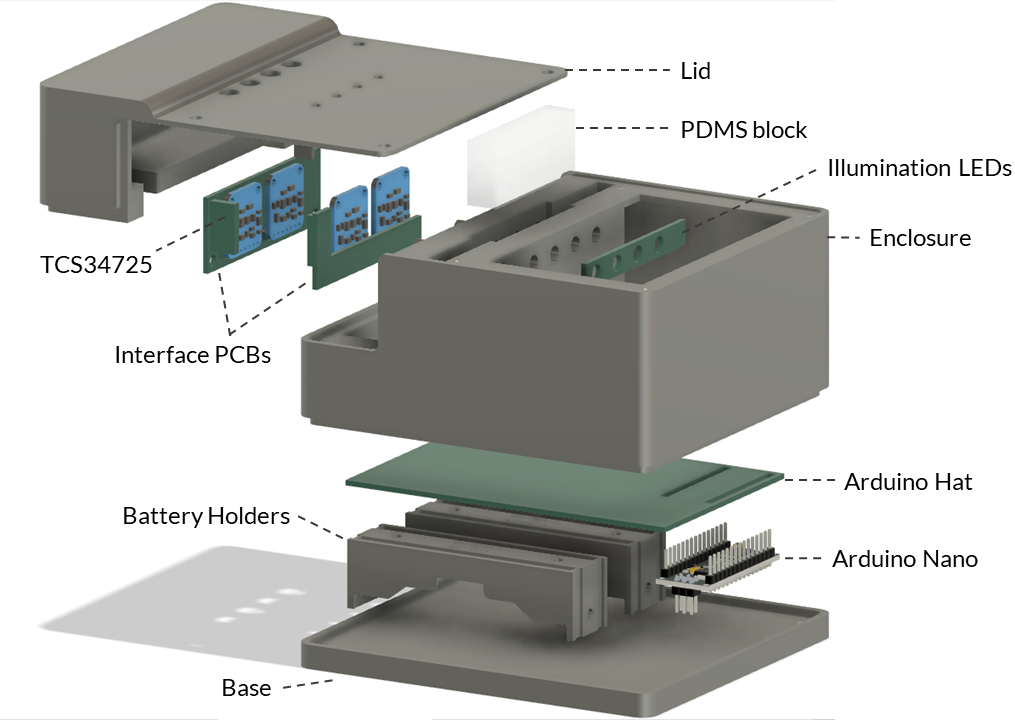 Lid
PDMS block
Illumination LEDs
Enclosure
TCS34725
Interface PCBs
Arduino Hat
Battery Holders
Arduino Nano
Base